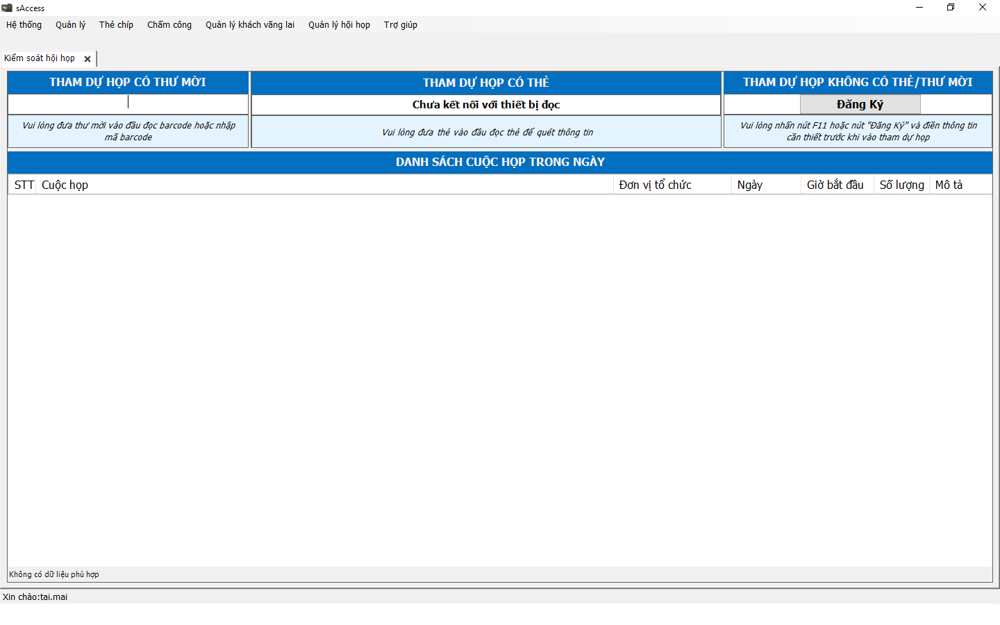 sAccess
Hệ thống Quản lý Thẻ chíp Chấm công Quản lý khách vãng lai Quản lý hội họp Trợ giúp
Kiểm soát hội họp
THAM DỰ HỌP CÓ THƯ MỜI
Vui lòng đưa thư mời vào đầu đọc barcode hoặc nhập
mã barcode
THAM DỰ HỌP CÓ THẺ
Chưa kết nối với thiết bị đọc
Vui lòng đưa thẻ vào đầu đọc thẻ để quét thông tin
THAM DỰ HỌP KHÔNG CÓ THẺ/THƯ MỜI
Đăng Ký
Vui lòng nhấn nút F11 hoặc nút "Đăng Ký" và điền thông tin
cần thiết trước khi vào tham dự họp
DANH SÁCH CUỘC HỌP TRONG NGÀY
STT Cuộc họp Đơn vị tổ chức Ngày Giờ bắt đầu Số lượng Mô tả
Không có dữ liệu phù hợp
Xin chào:tai.mai